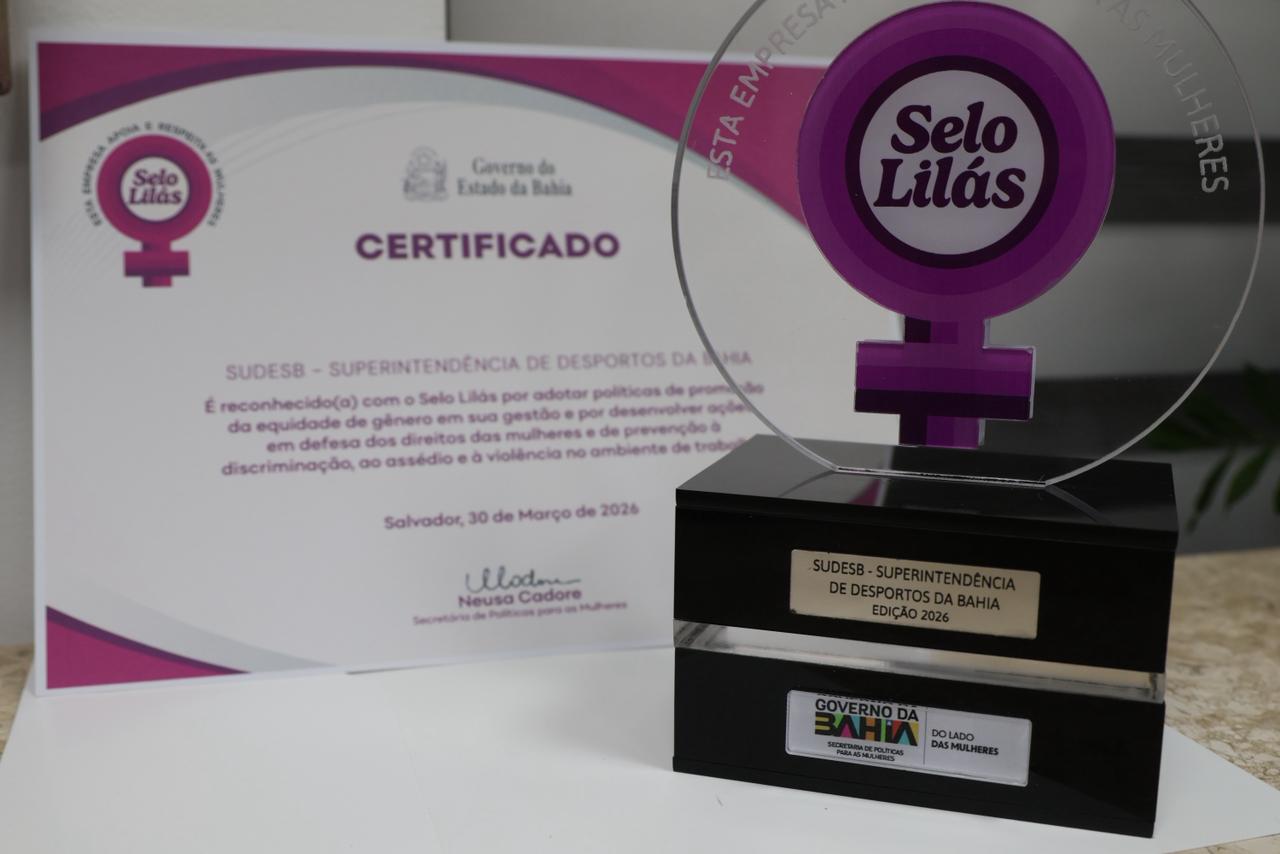 ESTA EMPRESA APOIA E RESPEITA AS MULHERES
Selo
Lilás
Governo do
Estado da Bahia
CERTIFICADO
SUDESB - SUPERINTENDÊNCIA DE DESPORTOS DA BAHIA
É reconhecido(a) com o Selo Lilás por adotar políticas de promoção
da equidade de gênero em sua gestão e por desenvolver ações
em defesa dos direitos das mulheres e de prevenção à
discriminação, ao assédio e à violência no ambiente de
Salvador, 30 de Março de 2026
Neusa Cadore
Secretária de Políticas para as Mulheres
ESTA
AS MULHERES
Selo
Lilás
SUDESB - SUPERINTENDÊNCIA
DE DESPORTOS DA BAHIA
EDIÇÃO 2026
GOVERNO DA
BAHIA
SECRETARIA DE POLÍTICAS
PARA AS MULHERES
DO LADO
DAS MULHERES